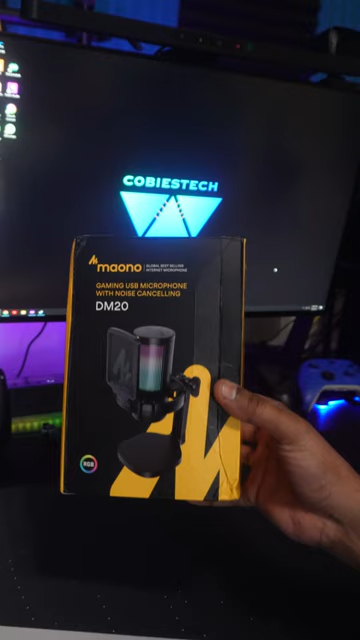 COBIESTECH
maono
GLOBAL BEST SELLING
INTERNET MICROPHONE
GAMING USB MICROPHONE
WITH NOISE CANCELLING
DM20
RGB